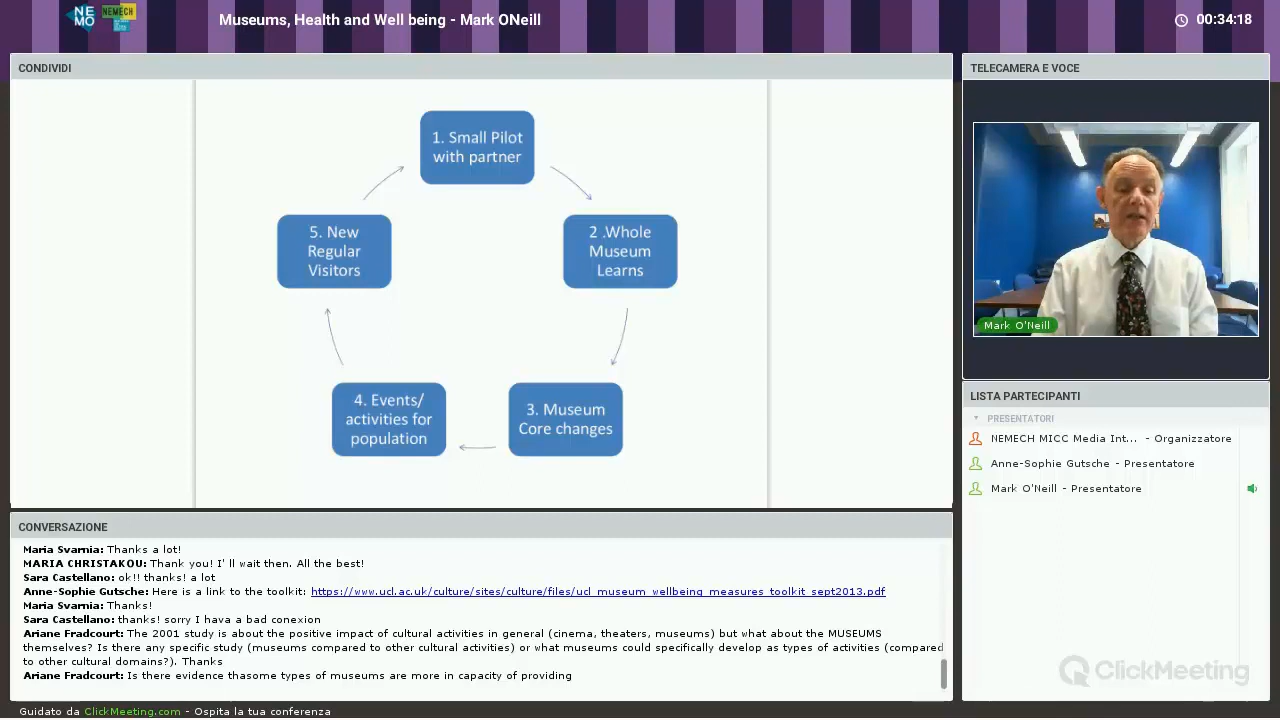 NE
MO
NEMECH
Museums, Health and Well being - Mark ONeill
00:34:18
CONDIVIDI
1. Small Pilot
with partner
2 .Whole
Museum
Learns
3. Museum
Core changes
4. Events/
activities for
population
5. New
Regular
Visitors
TELECAMERA E VOCE
Mark O'Neill
LISTA PARTECIPANTI
PRESENTATORI
NEMECH MICC Media Int... - Organizzatore
Anne-Sophie Gutsche - Presentatore
Mark O'Neill - Presentatore
CONVERSAZIONE
Maria Svarnia: Thanks a lot!
MARIA CHRISTAKOU: Thank you! I' ll wait then. All the best!
Sara Castellano: ok!! thanks! a lot
Anne-Sophie Gutsche: Here is a link to the toolkit: https://www.ucl.ac.uk/culture/sites/culture/files/ucl_museum_wellbeing_measures_toolkit_sept2013.pdf
Maria Svarnia: Thanks!
Sara Castellano: thanks! sorry I hava a bad conexion
Ariane Fradcourt: The 2001 study is about the positive impact of cultural activities in general (cinema, theaters, museums) but what about the MUSEUMS
themselves? Is there any specific study (museums compared to other cultural activities) or what museums could specifically develop as types of activities (compared
to other cultural domains?). Thanks
Ariane Fradcourt: Is there evidence thasome types of museums are more in capacity of providing
ClickMeeting
Guidato da ClickMeeting.com - Ospita la tua conferenza